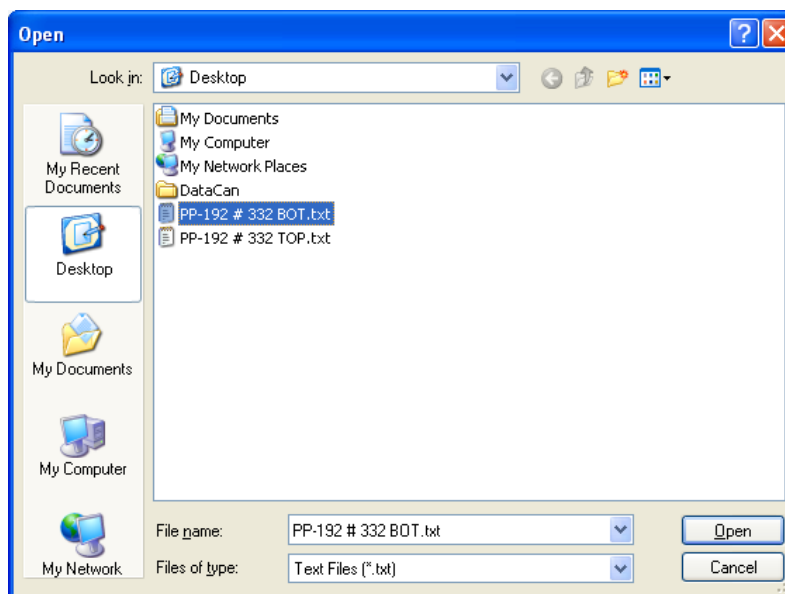 Open
Look in:
Desktop
My Recent
Documents
Desktop
My Documents
My Computer
My Network
My Documents
My Computer
My Network Places
DataCan
PP-192 # 332 BOT.txt
PP-192 # 332 TOP.txt
File name:
PP-192 # 332 BOT.txt
Open
Files of type:
Text Files (*.txt)
Cancel